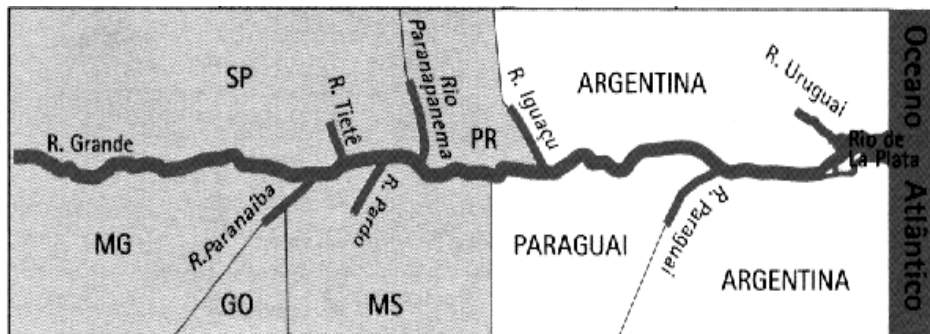 SP
R. Grande
R. Tietê
Rio
Paranapanema
PR
R. Iguaçu
ARGENTINA
R. Uruguai
Rio de
La Plata
Oceano Atlântico
MG
R. Paranaíba
GO
R. Pardo
MS
PARAGUAI
R. Paraguai
ARGENTINA